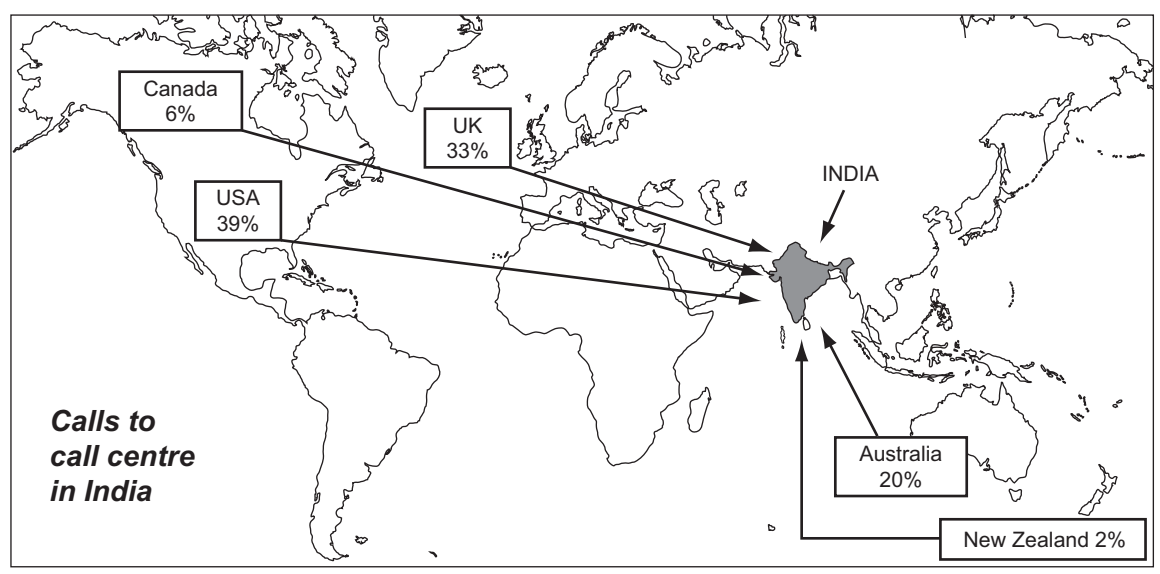 Canada
6%
UK
33%
INDIA
USA
39%
Calls to
call centre
in India
Australia
20%
New Zealand 2%